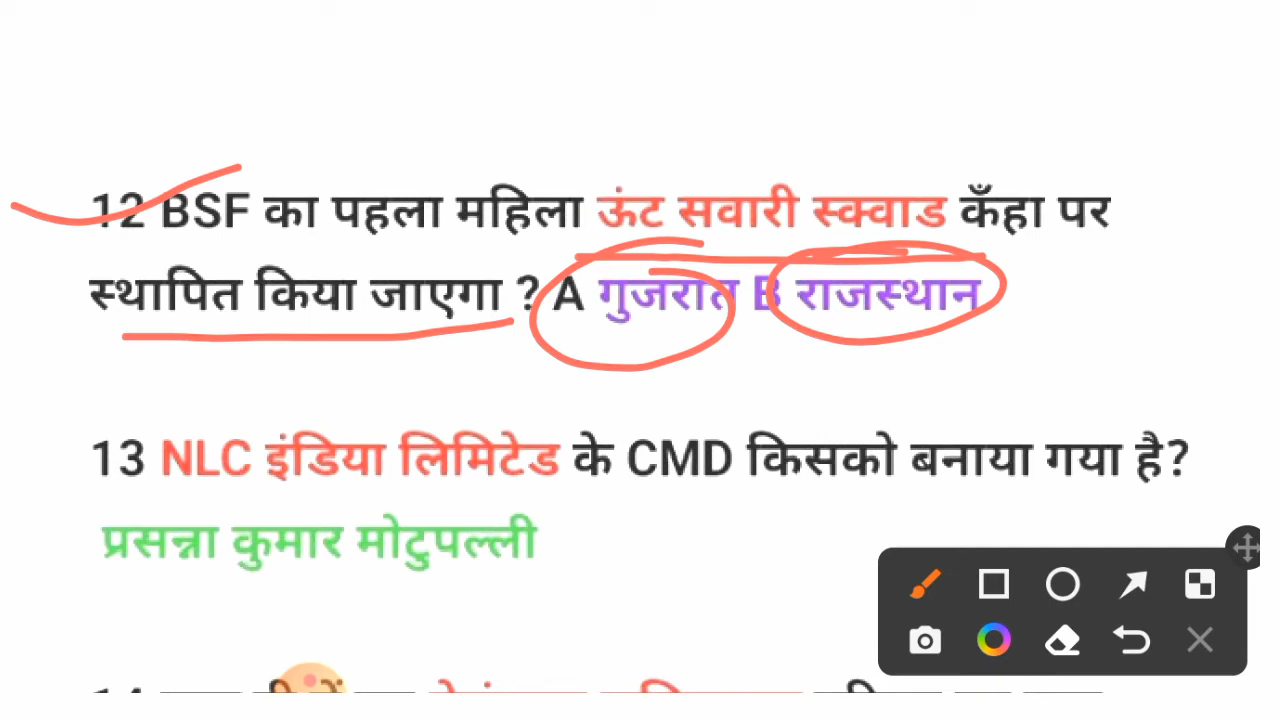 12 BSF का पहला महिला ऊंट सवारी स्क्वाड कँहा पर
स्थापित किया जाएगा ? A गुजरात B राजस्थान
13 NLC इंडिया लिमिटेड के CMD किसको बनाया गया है?
प्रसन्ना कुमार मोटुपल्ली